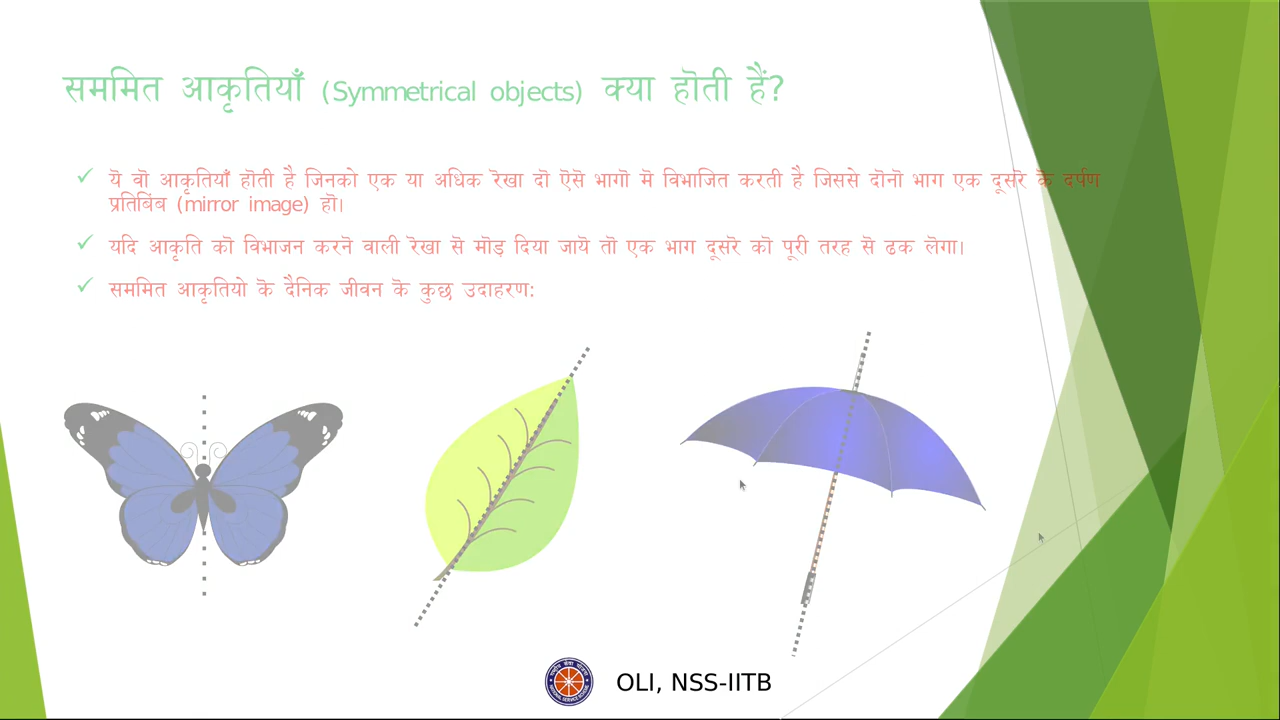 सममित आकृतियाँ (Symmetrical objects) क्या हॊती हैं?
यॆ वॊ आकृतियाँ हॊती है जिनको एक या अधिक रॆखा दॊ ऎसॆ भागॊ मॆ विभाजित करती है जिससे दॊनॊ भाग एक दूसरॆ कॆ दर्पण
प्रतिबिंब (mirror image) हॊ।
यदि आकृति कॊ विभाजन करनॆ वाली रॆखा सॆ मॊड़ दिया जायॆ तॊ एक भाग दूसरॆ कॊ पूरी तरह सॆ ढक लॆगा।
सममित आकृतियो कॆ दैनिक जीवन कॆ कुछ उदाहरण:
OLI, NSS-IITB